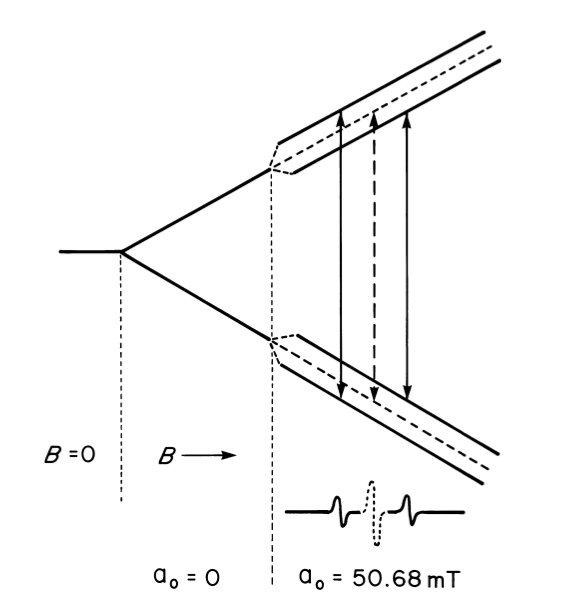 B = 0
B
a₀ = 0
a₀ = 50.68 mT